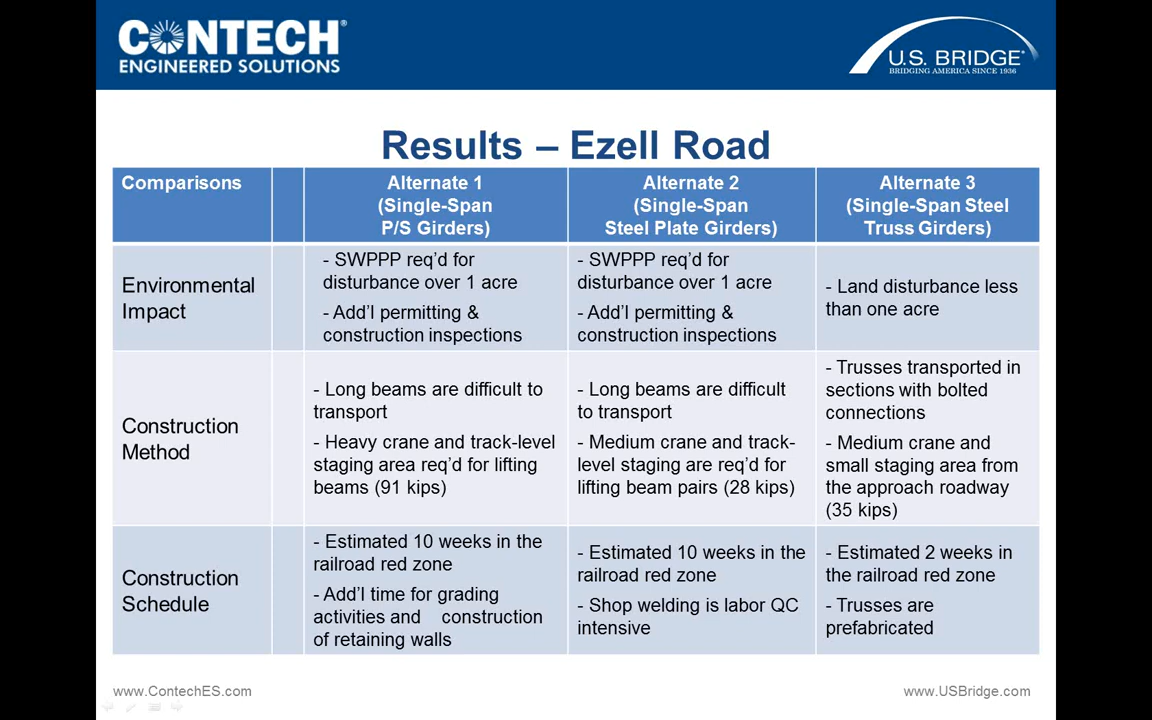 CONTECH®
ENGINEERED SOLUTIONS
U.S. BRIDGE®
BRIDGING AMERICA SINCE 1936
Results – Ezell Road
Comparisons
Alternate 1
(Single-Span
P/S Girders)
Alternate 2
(Single-Span
Steel Plate Girders)
Alternate 3
(Single-Span Steel
Truss Girders)
Environmental
Impact
- SWPPP req’d for
disturbance over 1 acre
- Add’l permitting &
construction inspections
- SWPPP req’d for
disturbance over 1 acre
- Add’l permitting &
construction inspections
- Land disturbance less
than one acre
Construction
Method
- Long beams are difficult to
transport
- Heavy crane and track-level
staging area req’d for lifting
beams (91 kips)
- Long beams are difficult
to transport
- Medium crane and track-
level staging are req’d for
lifting beam pairs (28 kips)
- Trusses transported in
sections with bolted
connections
- Medium crane and
small staging area from
the approach roadway
(35 kips)
Construction
Schedule
- Estimated 10 weeks in the
railroad red zone
- Add’l time for grading
activities and construction
of retaining walls
- Estimated 10 weeks in the
railroad red zone
- Shop welding is labor QC
intensive
- Estimated 2 weeks in
the railroad red zone
- Trusses are
prefabricated
www.ContechES.com
www.USBridge.com